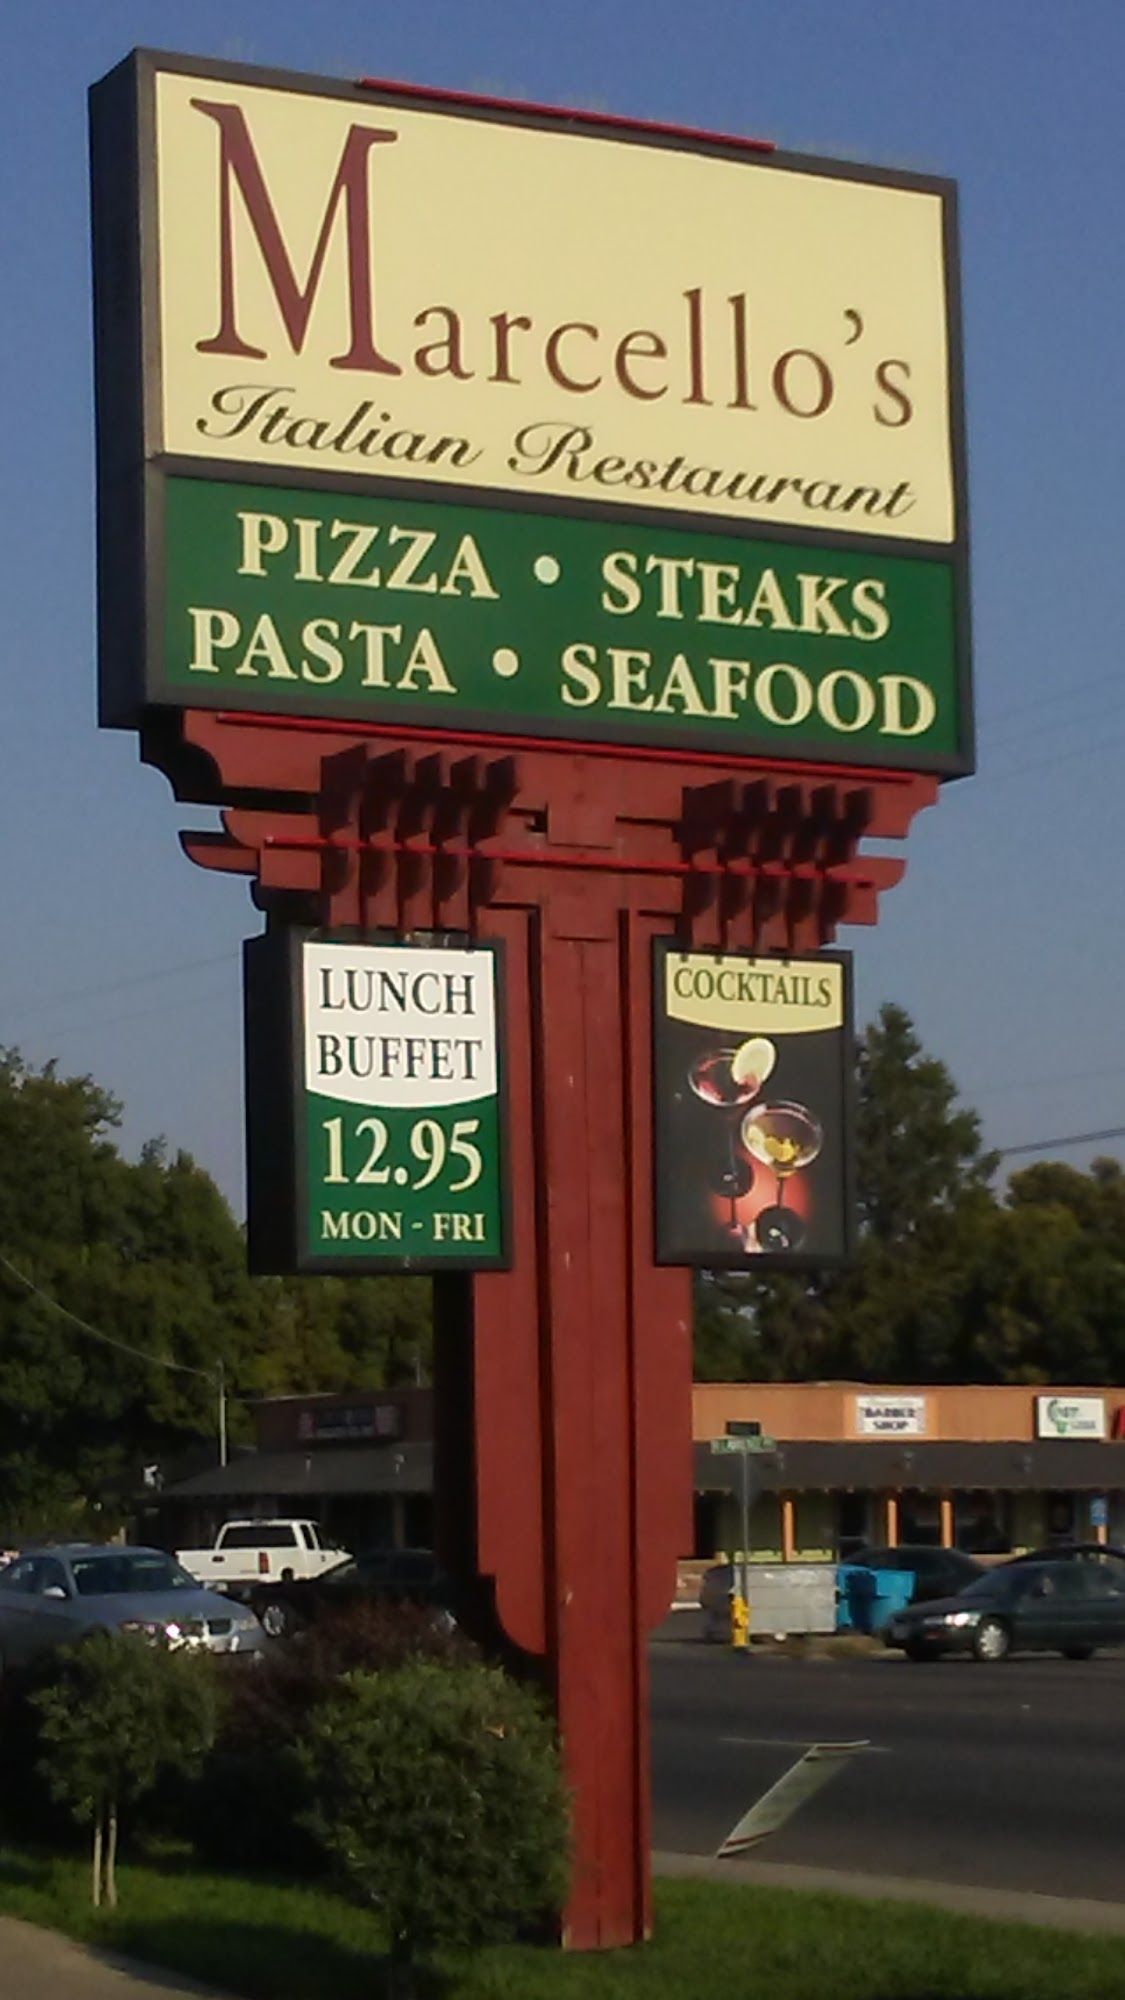 Marcello's
Italian Restaurant
PIZZA • STEAKS
PASTA • SEAFOOD
LUNCH
BUFFET
12.95
MON - FRI
COCKTAILS
BARBER
SHOP